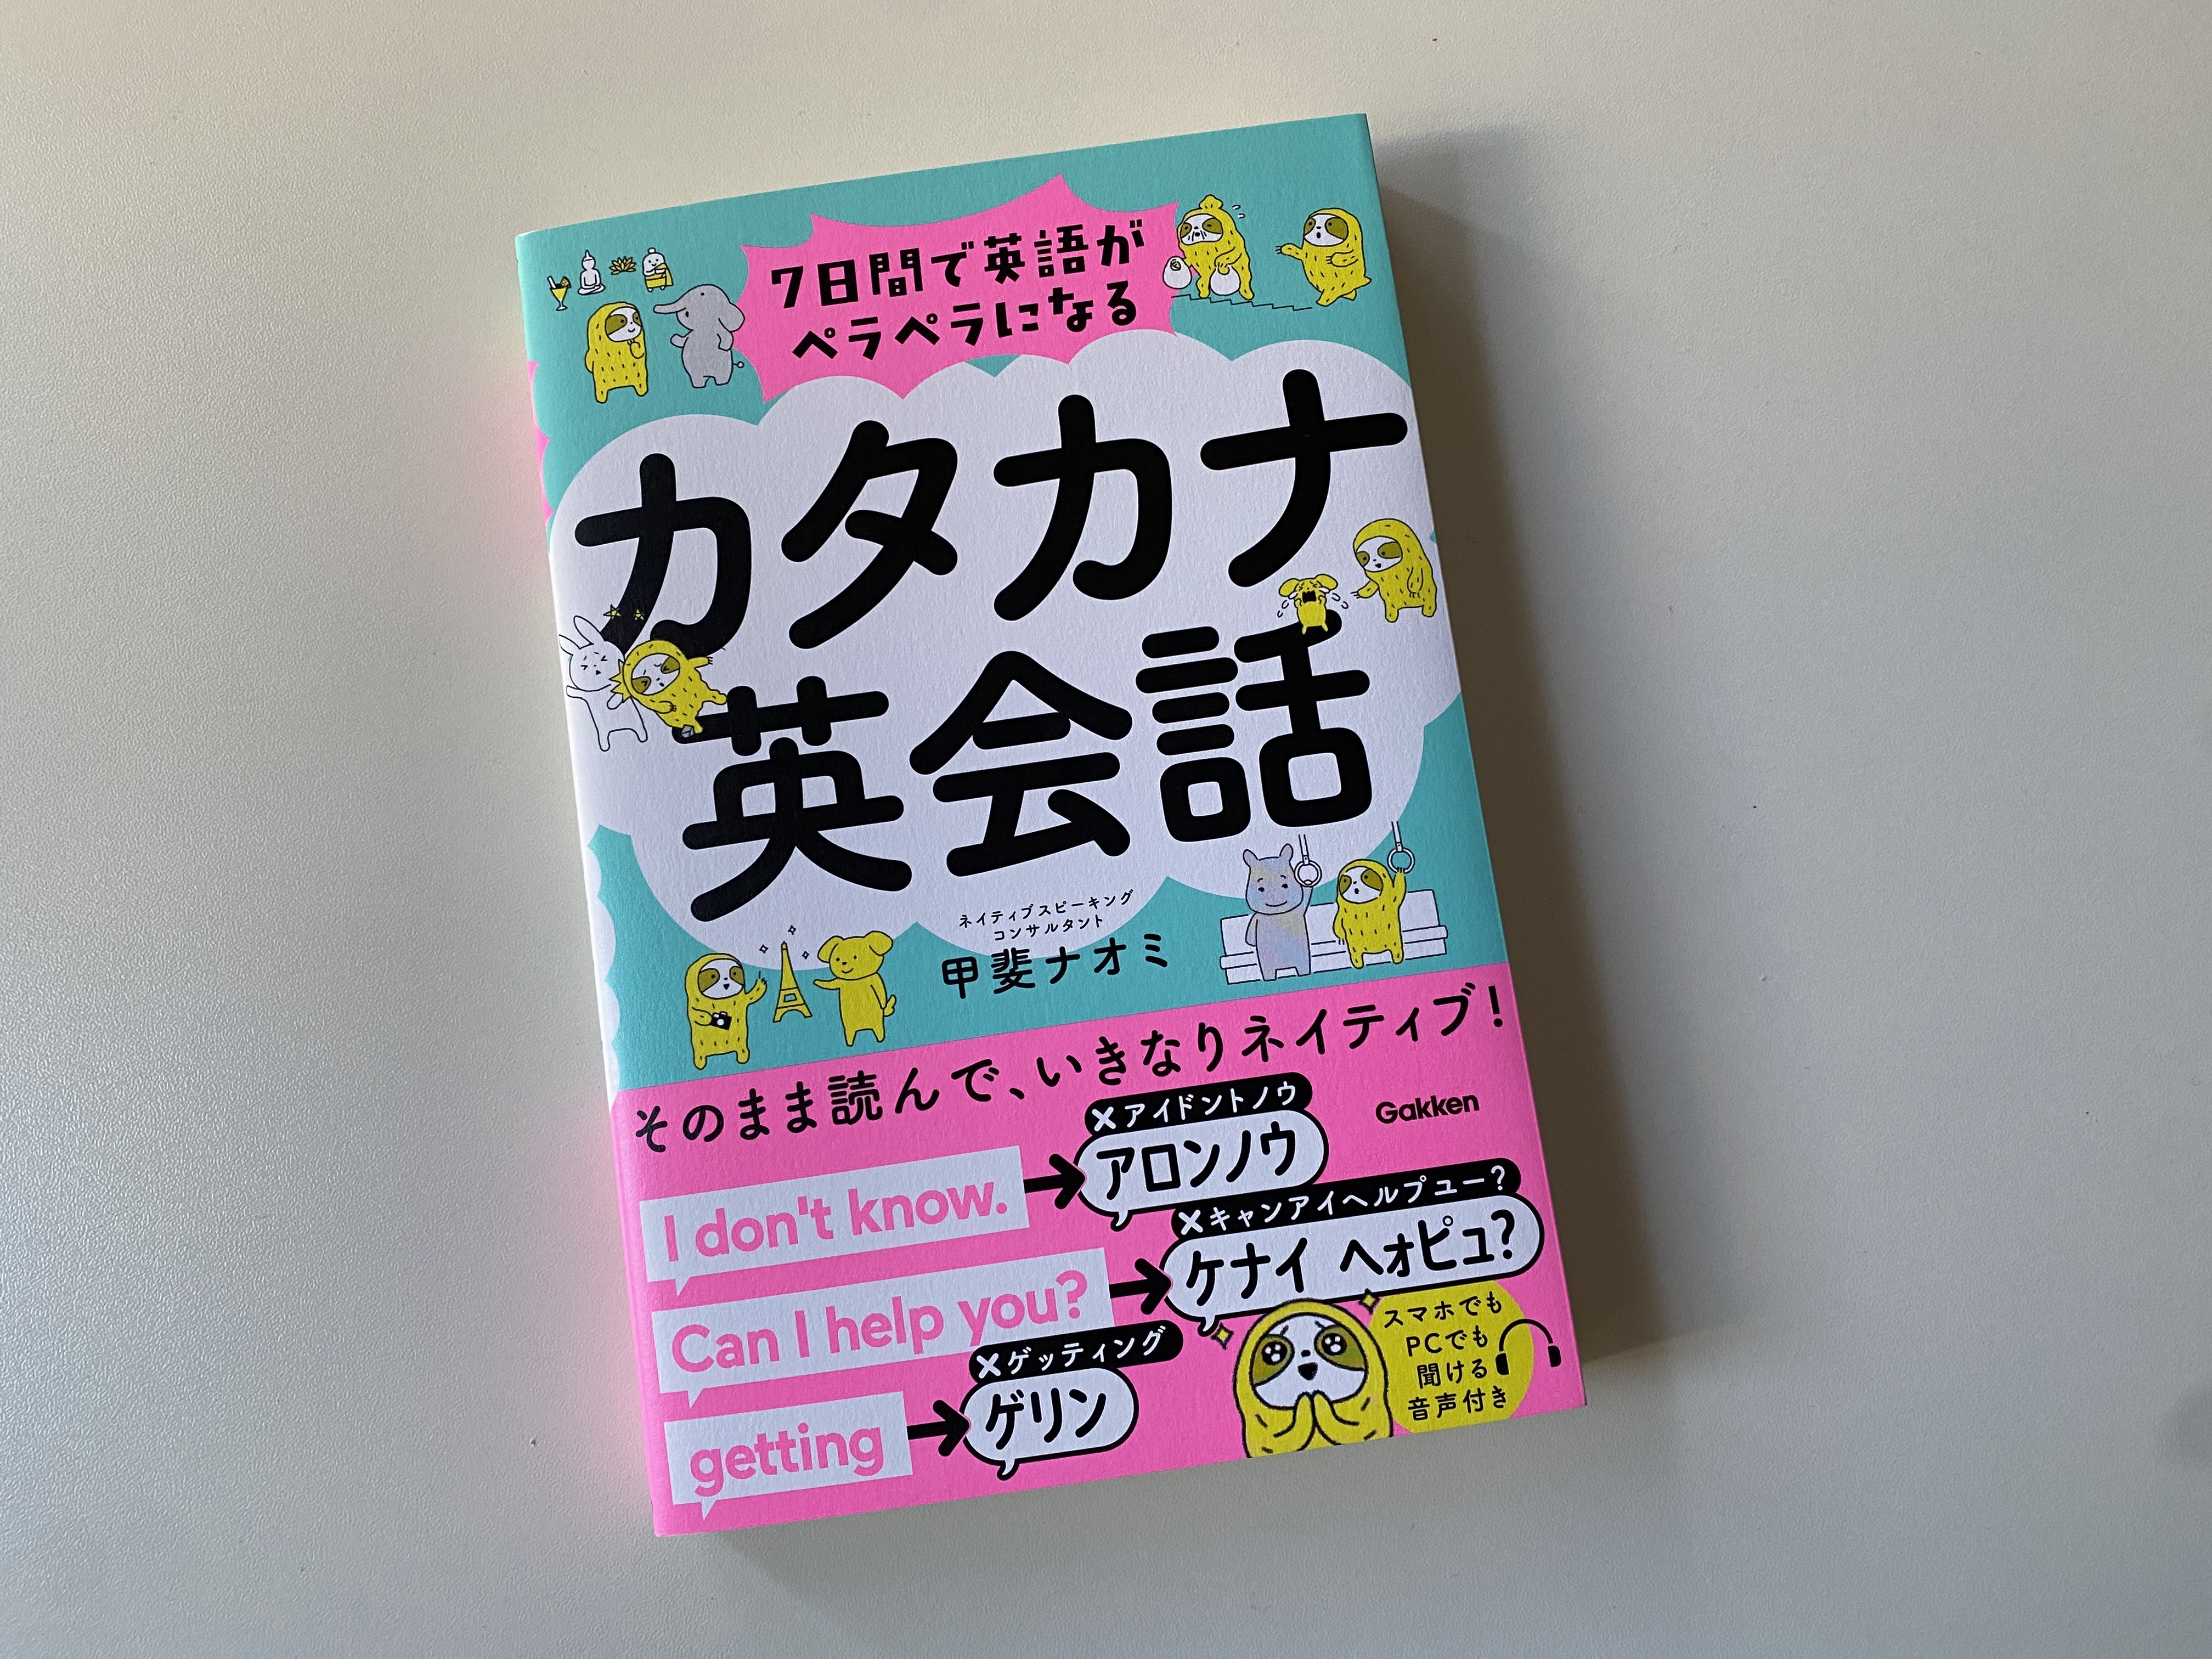 7日間で英語が
ペラペラになる
カタカナ
英会話
ネイティブスピーキング
コンサルタント
甲斐ナオミ
そのまま読んで、いきなりネイティブ!
Gakken
I don't know.
×アイドントノウ
アロンノウ
Can I help you?
×キャンアイヘルプユー?
ケナイ ヘォピュ?
getting
×ゲッティング
ゲリン
スマホでも
PCでも
聞ける
音声付き